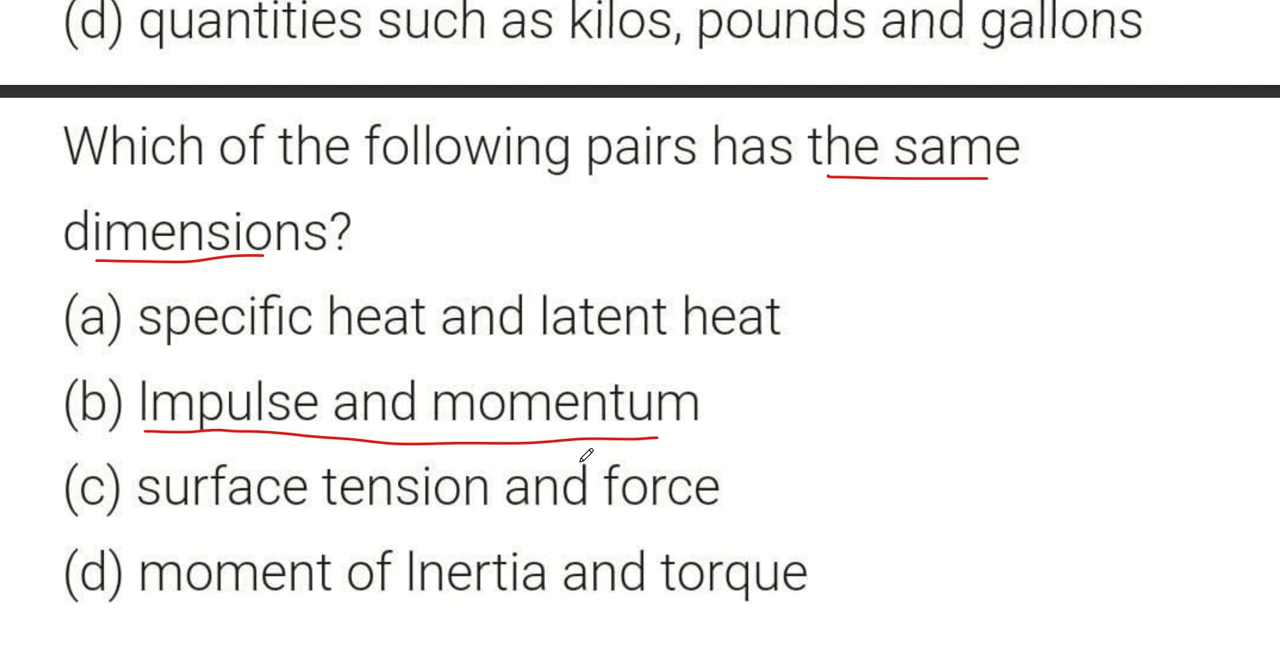 (d) quantities such as kilos, pounds and gallons
Which of the following pairs has the same
dimensions?
(a) specific heat and latent heat
(b) Impulse and momentum
(c) surface tension and force
(d) moment of Inertia and torque